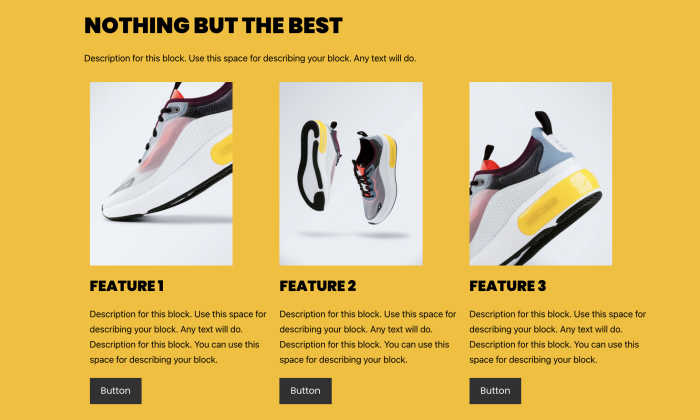 NOTHING BUT THE BEST
Description for this block. Use this space for describing your block. Any text will do.
FEATURE 1
Description for this block. Use this space for
describing your block. Any text will do.
Description for this block. You can use this
space for describing your block.
Button
FEATURE 2
Description for this block. Use this space for
describing your block. Any text will do.
Description for this block. You can use this
space for describing your block.
Button
FEATURE 3
Description for this block. Use this space for
describing your block. Any text will do.
Description for this block. You can use this
space for describing your block.
Button